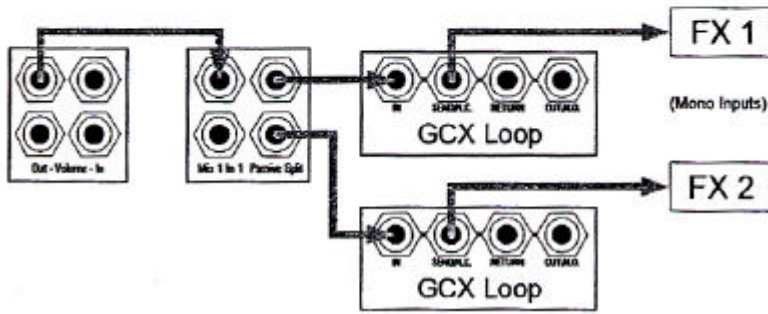 FX 1
IN SEND/N.C. RETURN OUT/N.O.
GCX Loop
(Mono Inputs)
Out - Volume - In
Mix 1 In 1 Passive Split
FX 2
IN SEND/N.C. RETURN OUT/N.O.
GCX Loop